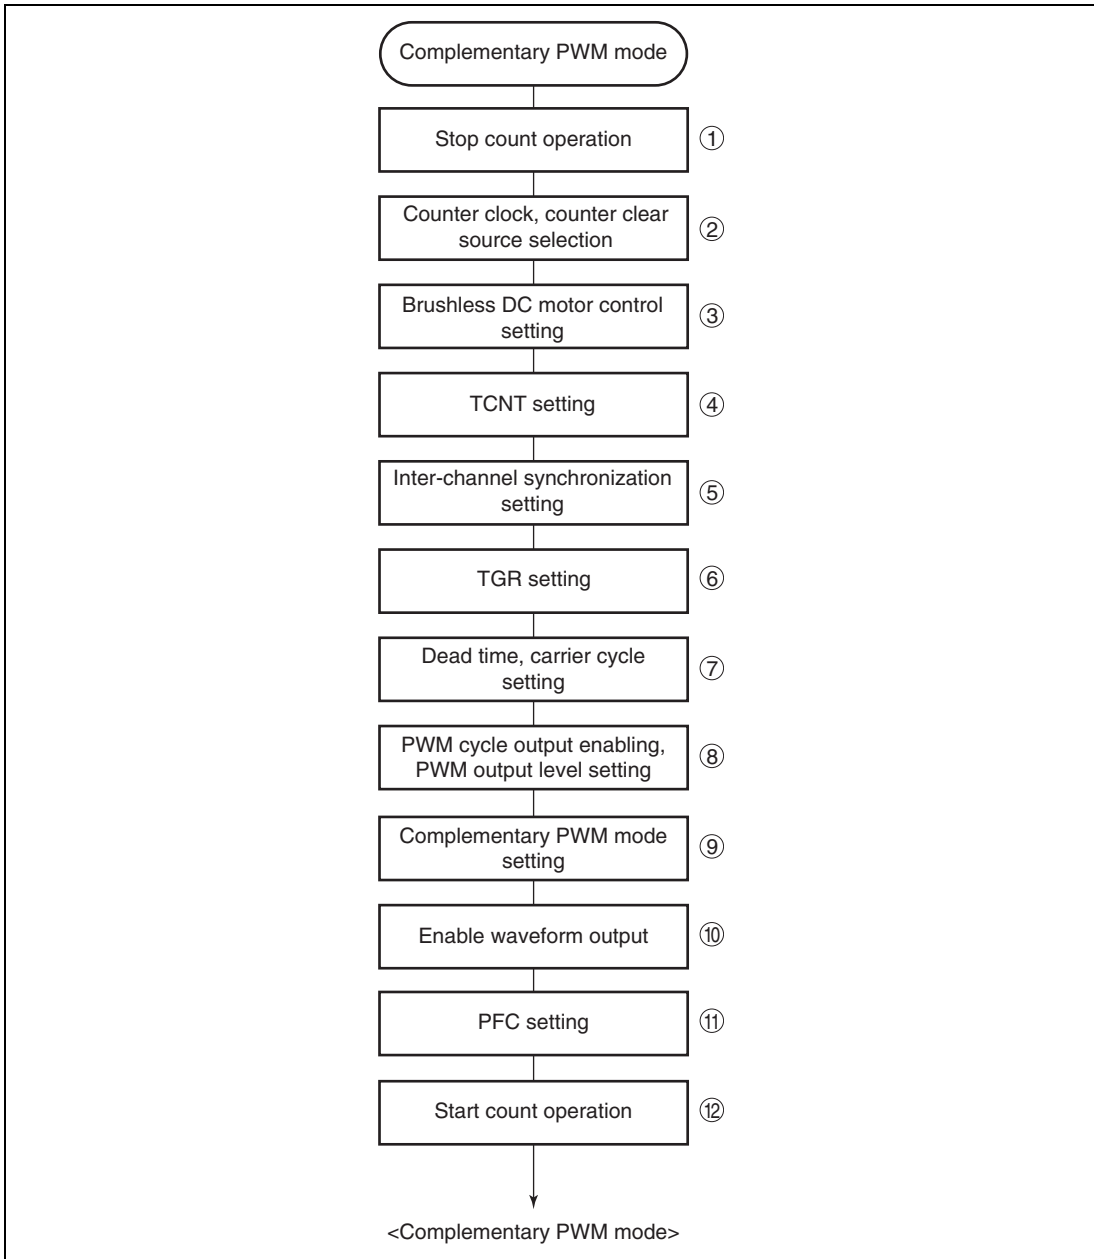 Complementary PWM mode
Stop count operation ①
Counter clock, counter clear
source selection ②
Brushless DC motor control
setting ③
TCNT setting ④
Inter-channel synchronization
setting ⑤
TGR setting ⑥
Dead time, carrier cycle
setting ⑦
PWM cycle output enabling,
PWM output level setting ⑧
Complementary PWM mode
setting ⑨
Enable waveform output ⑩
PFC setting ⑪
Start count operation ⑫
<Complementary PWM mode>